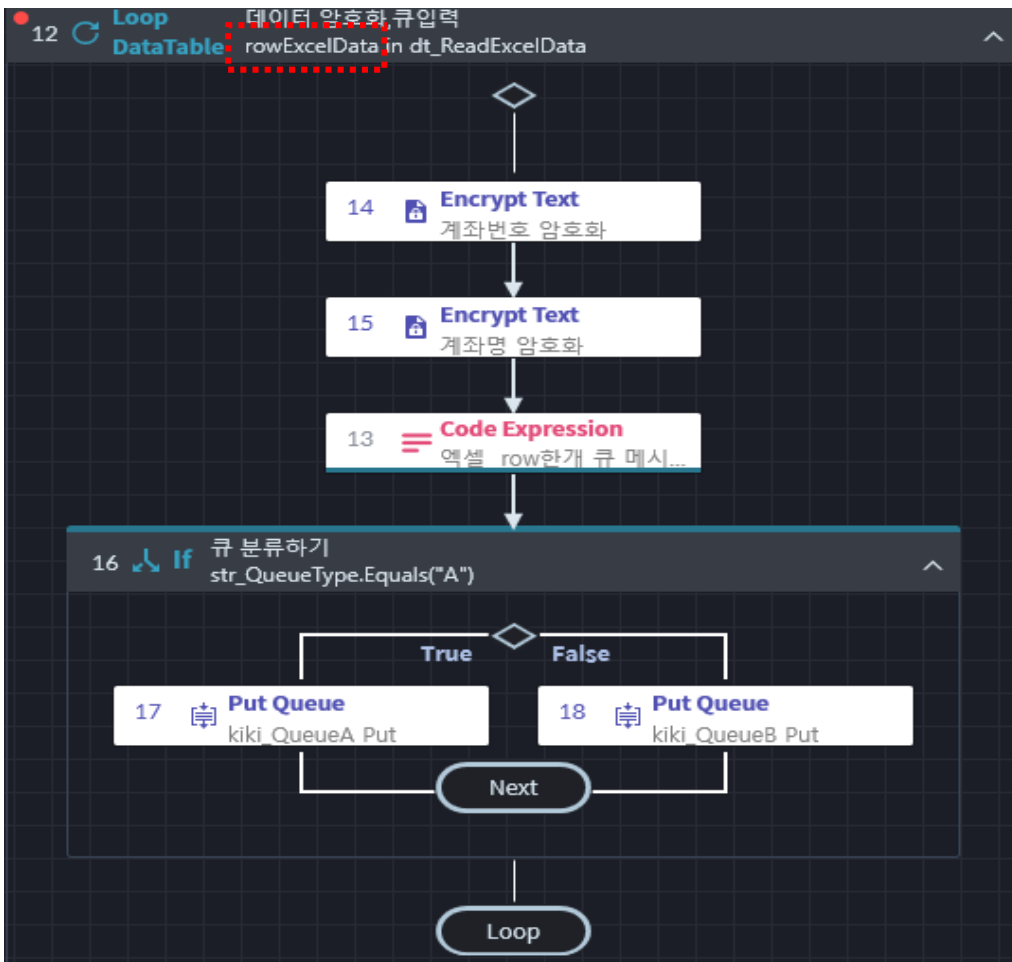 12 Loop 데이터 암호화,큐입력
DataTable rowExcelData in dt_ReadExcelData
14 Encrypt Text
계좌번호 암호화
15 Encrypt Text
계좌명 암호화
13 Code Expression
엑셀 row한개 큐 메시...
16 If 큐 분류하기
str_QueueType.Equals("A")
True False
17 Put Queue 18 Put Queue
kiki_QueueA Put kiki_QueueB Put
Next
Loop